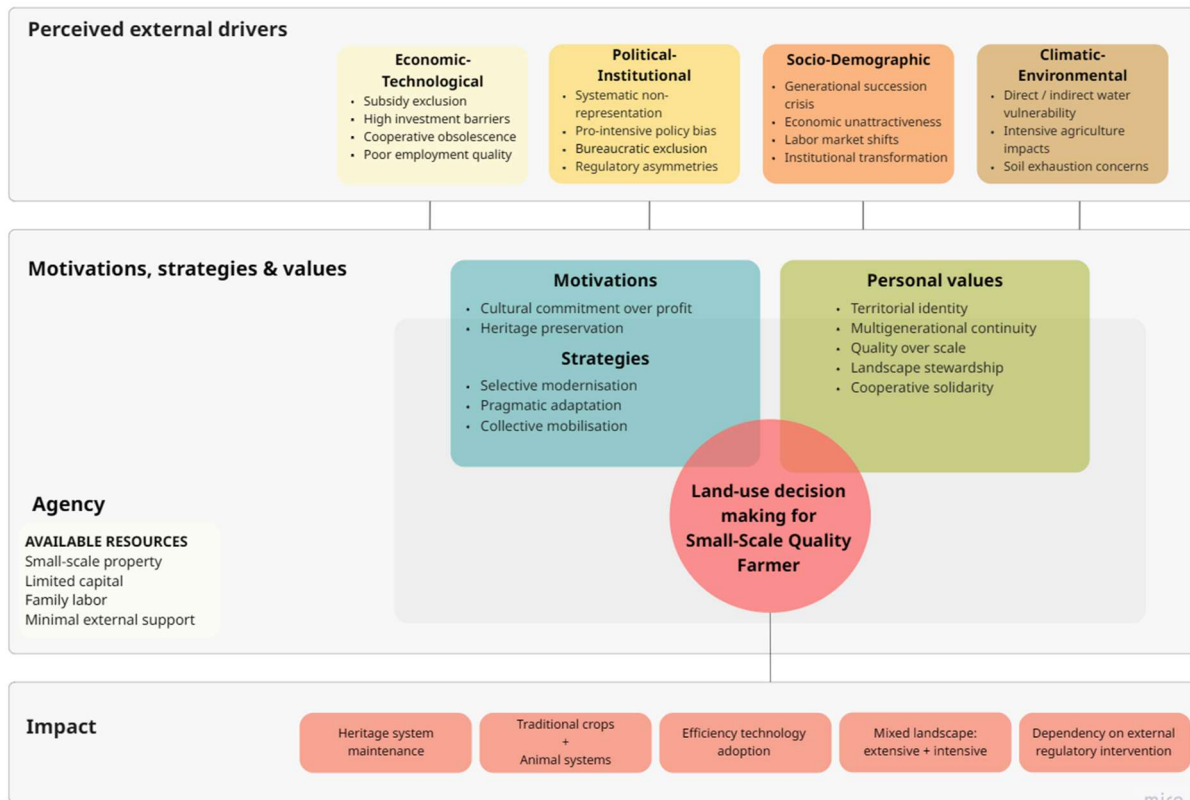 Perceived external drivers
Economic-
Technological
• Subsidy exclusion
• High investment barriers
• Cooperative obsolescence
• Poor employment quality
Political-
Institutional
• Systematic non-
representation
• Pro-intensive policy bias
• Bureaucratic exclusion
• Regulatory asymmetries
Socio-Demographic
• Generational succession
crisis
• Economic unattractiveness
• Labor market shifts
• Institutional transformation
Climatic-
Environmental
• Direct / indirect water
vulnerability
• Intensive agriculture
impacts
• Soil exhaustion concerns
Motivations, strategies & values
Motivations
• Cultural commitment over profit
• Heritage preservation
Strategies
• Selective modernisation
• Pragmatic adaptation
• Collective mobilisation
Personal values
• Territorial identity
• Multigenerational continuity
• Quality over scale
• Landscape stewardship
• Cooperative solidarity
Land-use decision
making for
Small-Scale Quality
Farmer
Agency
AVAILABLE RESOURCES
Small-scale property
Limited capital
Family labor
Minimal external support
Impact
Heritage system
maintenance
Traditional crops
+
Animal systems
Efficiency technology
adoption
Mixed landscape:
extensive + intensive
Dependency on external
regulatory intervention
miro